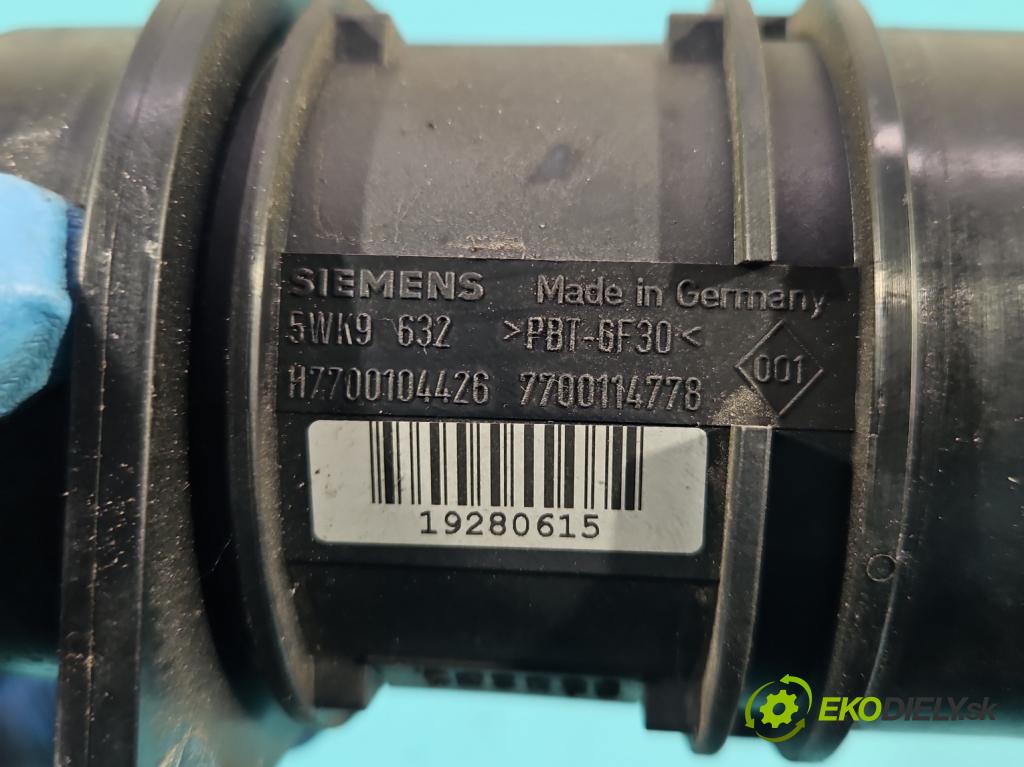 SIEMENS Made in Germany
5WK9 632 >PBT-GF30<
H7700104426 7700114778 001
19280615
EKODIELY.sk